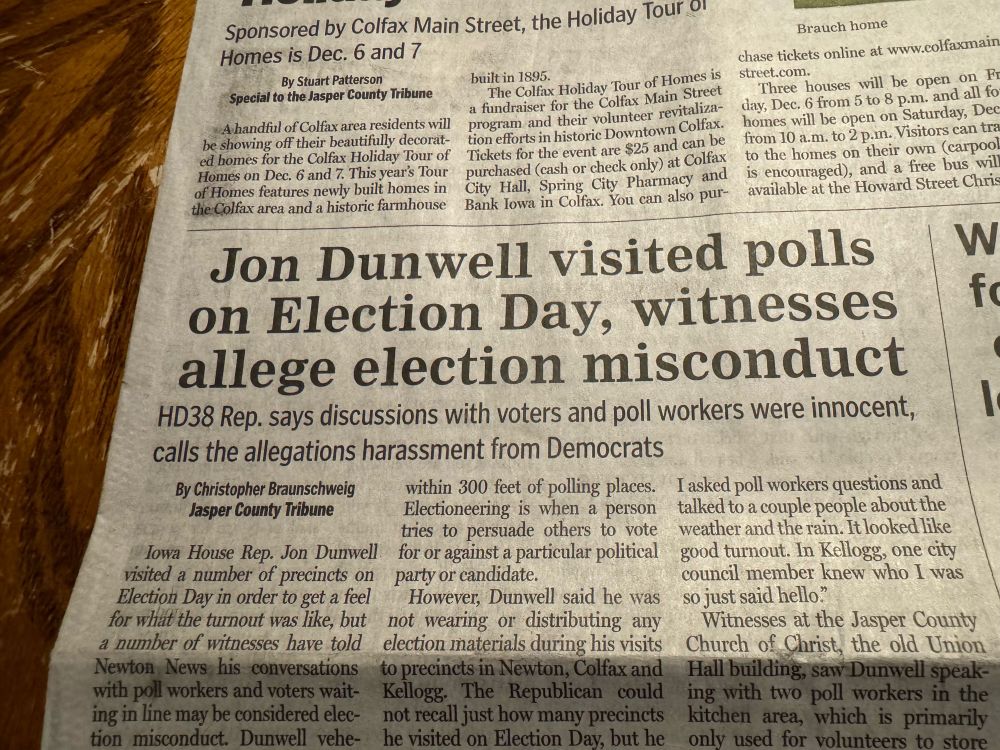 Sponsored by Colfax Main Street, the Holiday Tour of
Homes is Dec. 6 and 7
By Stuart Patterson
Special to the Jasper County Tribune
A handful of Colfax area residents will
be showing off their beautifully decorat-
ed homes for the Colfax Holiday Tour of
Homes on Dec. 6 and 7. This year's Tour
of Homes features newly built homes in
the Colfax area and a historic farmhouse
built in 1895.
The Colfax Holiday Tour of Homes is
a fundraiser for the Colfax Main Street
program and their volunteer revitaliza-
tion efforts in historic Downtown Colfax.
Tickets for the event are $25 and can be
purchased (cash or check only) at Colfax
City Hall, Spring City Pharmacy and
Bank Iowa in Colfax. You can also pur-
Brauch home
chase tickets online at www.colfaxmain
street.com.
Three houses will be open on Fr
day, Dec. 6 from 5 to 8 p.m. and all fo
homes will be open on Saturday, Dec
from 10 a.m. to 2 p.m. Visitors can tra
to the homes on their own (carpool
is encouraged), and a free bus will
available at the Howard Street Chris
Jon Dunwell visited polls
on Election Day, witnesses
allege election misconduct
HD38 Rep. says discussions with voters and poll workers were innocent,
calls the allegations harassment from Democrats
By Christopher Braunschweig
Jasper County Tribune
Iowa House Rep. Jon Dunwell
visited a number of precincts on
Election Day in order to get a feel
for what the turnout was like, but
a number of witnesses have told
Newton News his conversations
with poll workers and voters wait-
ing in line may be considered elec-
tion misconduct. Dunwell vehe-
within 300 feet of polling places.
Electioneering is when a person
tries to persuade others to vote
for or against a particular political
party or candidate.
However, Dunwell said he was
not wearing or distributing any
election materials during his visits
to precincts in Newton, Colfax and
Kellogg. The Republican could
not recall just how many precincts
he visited on Election Day, but he
I asked poll workers questions and
talked to a couple people about the
weather and the rain. It looked like
good turnout. In Kellogg, one city
council member knew who I was
so just said hello."
Witnesses at the Jasper County
Church of Christ, the old Union
Hall building, saw Dunwell speak-
ing with two poll workers in the
kitchen area, which is primarily
only used for volunteers to store
W
fo